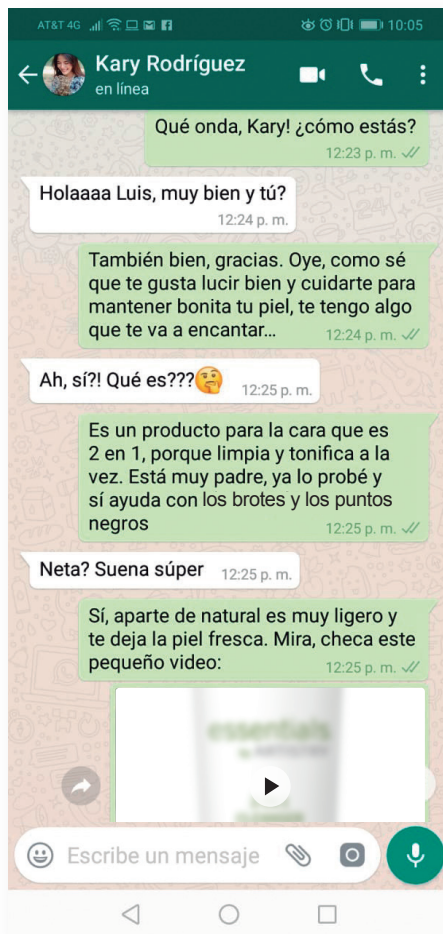 AT&T 4G 10:05
Kary Rodríguez
en línea
Qué onda, Kary! ¿cómo estás?
12:23 p. m.
Holaaaa Luis, muy bien y tú?
12:24 p. m.
También bien, gracias. Oye, como sé
que te gusta lucir bien y cuidarte para
mantener bonita tu piel, te tengo algo
que te va a encantar... 12:24 p. m.
Ah, sí?! Qué es??? 12:25 p. m.
Es un producto para la cara que es
2 en 1, porque limpia y tonifica a la
vez. Está muy padre, ya lo probé y
sí ayuda con los brotes y los puntos
negros 12:25 p. m.
Neta? Suena súper 12:25 p. m.
Sí, aparte de natural es muy ligero y
te deja la piel fresca. Mira, checa este
pequeño video: 12:25 p. m.
essentials
Escribe un mensaje